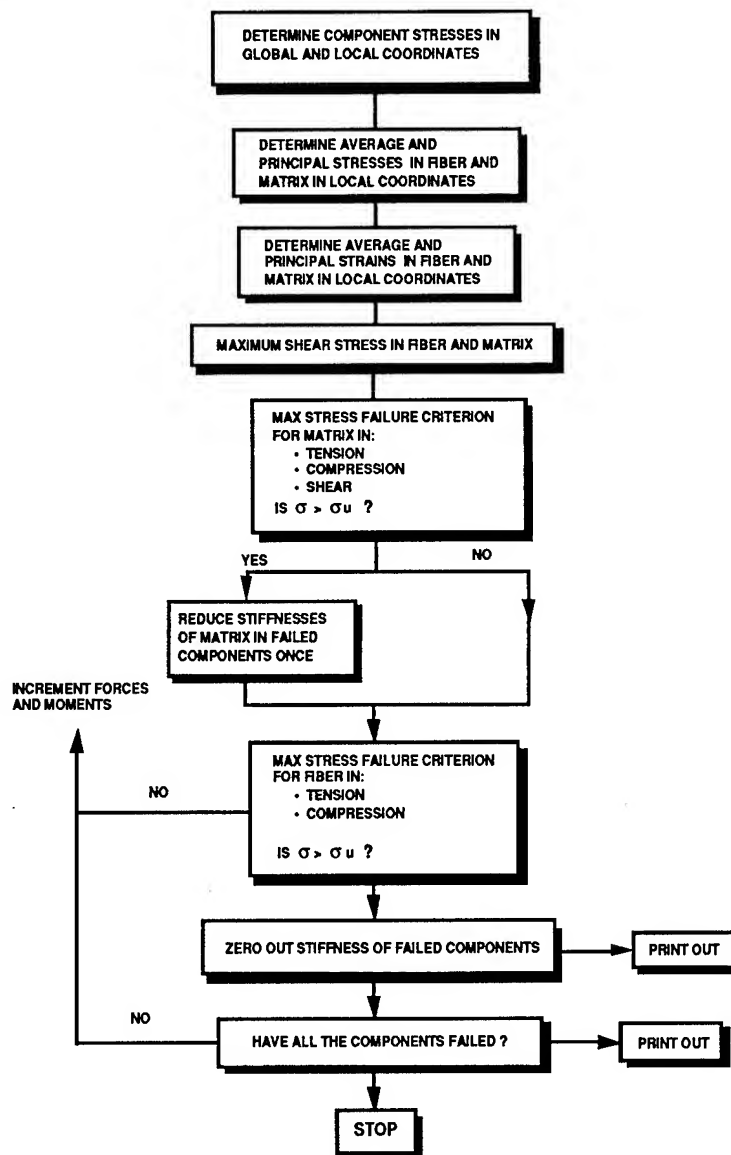 DETERMINE COMPONENT STRESSES IN
GLOBAL AND LOCAL COORDINATES
DETERMINE AVERAGE AND
PRINCIPAL STRESSES IN FIBER AND
MATRIX IN LOCAL COORDINATES
DETERMINE AVERAGE AND
PRINCIPAL STRAINS IN FIBER AND
MATRIX IN LOCAL COORDINATES
MAXIMUM SHEAR STRESS IN FIBER AND MATRIX
MAX STRESS FAILURE CRITERION
FOR MATRIX IN:
• TENSION
• COMPRESSION
• SHEAR
IS σ > σu ?
YES
NO
REDUCE STIFFNESSES
OF MATRIX IN FAILED
COMPONENTS ONCE
INCREMENT FORCES
AND MOMENTS
MAX STRESS FAILURE CRITERION
FOR FIBER IN:
• TENSION
• COMPRESSION
IS σ > σu ?
NO
ZERO OUT STIFFNESS OF FAILED COMPONENTS
PRINT OUT
NO
HAVE ALL THE COMPONENTS FAILED ?
PRINT OUT
STOP